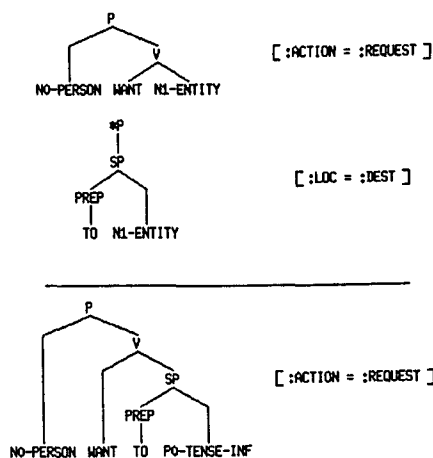 P
V
[ :ACTION = :REQUEST ]
NO-PERSON WANT N1-ENTITY
*P
SP
[ :LOC = :DEST ]
PREP
TO N1-ENTITY
P
V
SP
[ :ACTION = :REQUEST ]
PREP
NO-PERSON WANT TO PO-TENSE-INF